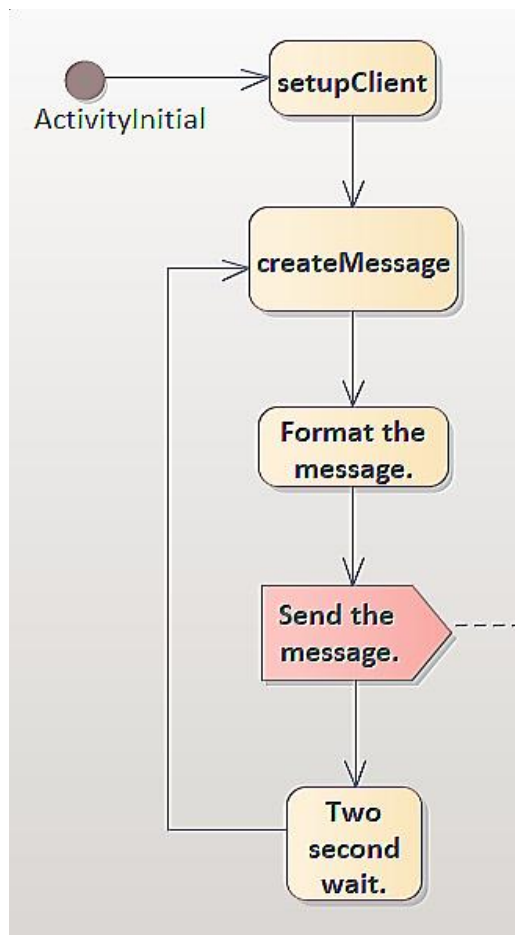 setupClient
ActivityInitial
createMessage
Format the
message.
Send the
message.
Two
second
wait.